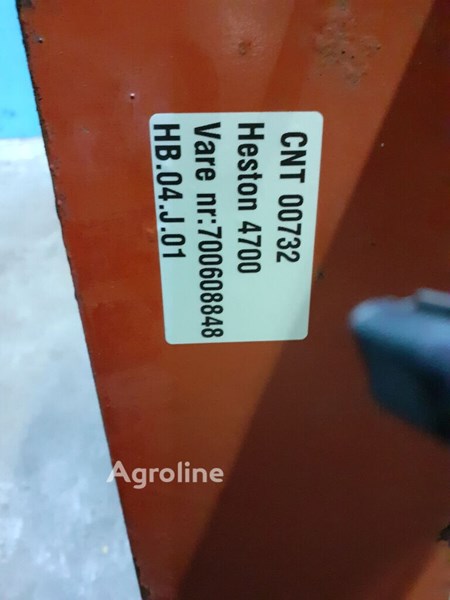 CNT 00732
Heston 4700
Vare nr:700608848
HB.04.J.01
Agroline